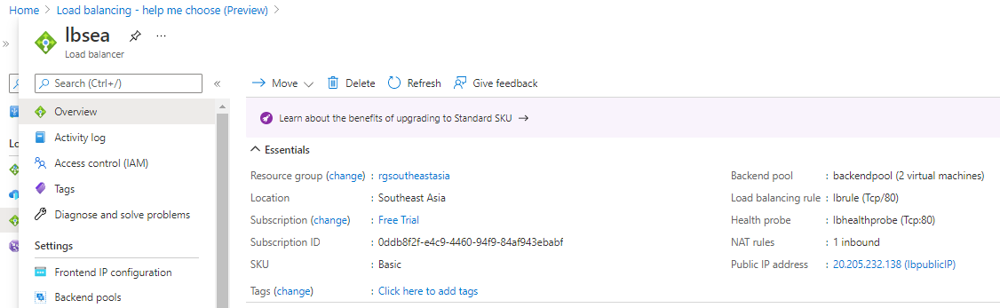 Home > Load balancing - help me choose (Preview) >
lbsea
Load balancer
Search (Ctrl+/)
Overview
Activity log
Access control (IAM)
Tags
Diagnose and solve problems
Settings
Frontend IP configuration
Backend pools
Move
Delete
Refresh
Give feedback
Learn about the benefits of upgrading to Standard SKU →
Essentials
Resource group (change) : rgsoutheastasia
Location : Southeast Asia
Subscription (change) : Free Trial
Subscription ID : 0ddb8f2f-e4c9-4460-94f9-84af943ebabf
SKU : Basic
Tags (change) : Click here to add tags
Backend pool : backendpool (2 virtual machines)
Load balancing rule : lbrule (Tcp/80)
Health probe : lbhealthprobe (Tcp:80)
NAT rules : 1 inbound
Public IP address : 20.205.232.138 (lbpublicIP)